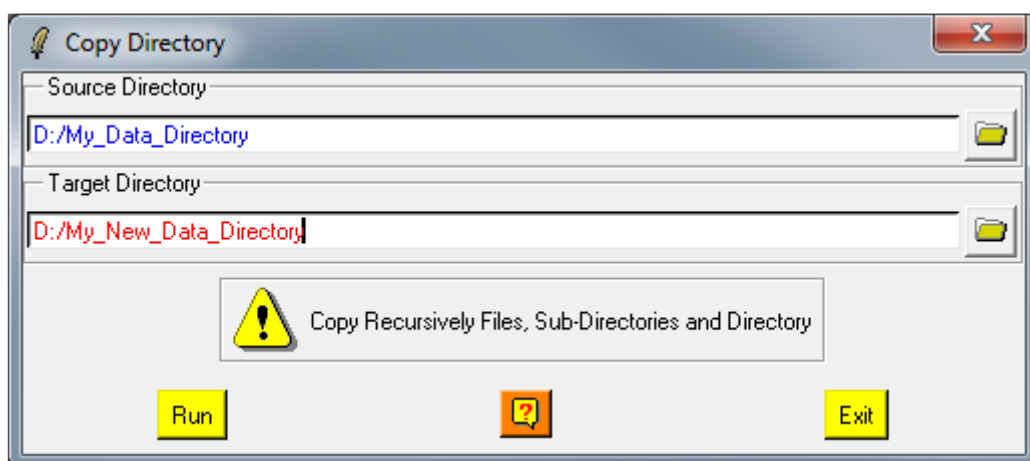 Copy Directory
Source Directory
D:/My_Data_Directory
Target Directory
D:/My_New_Data_Directory
Copy Recursively Files, Sub-Directories and Directory
Run ? Exit